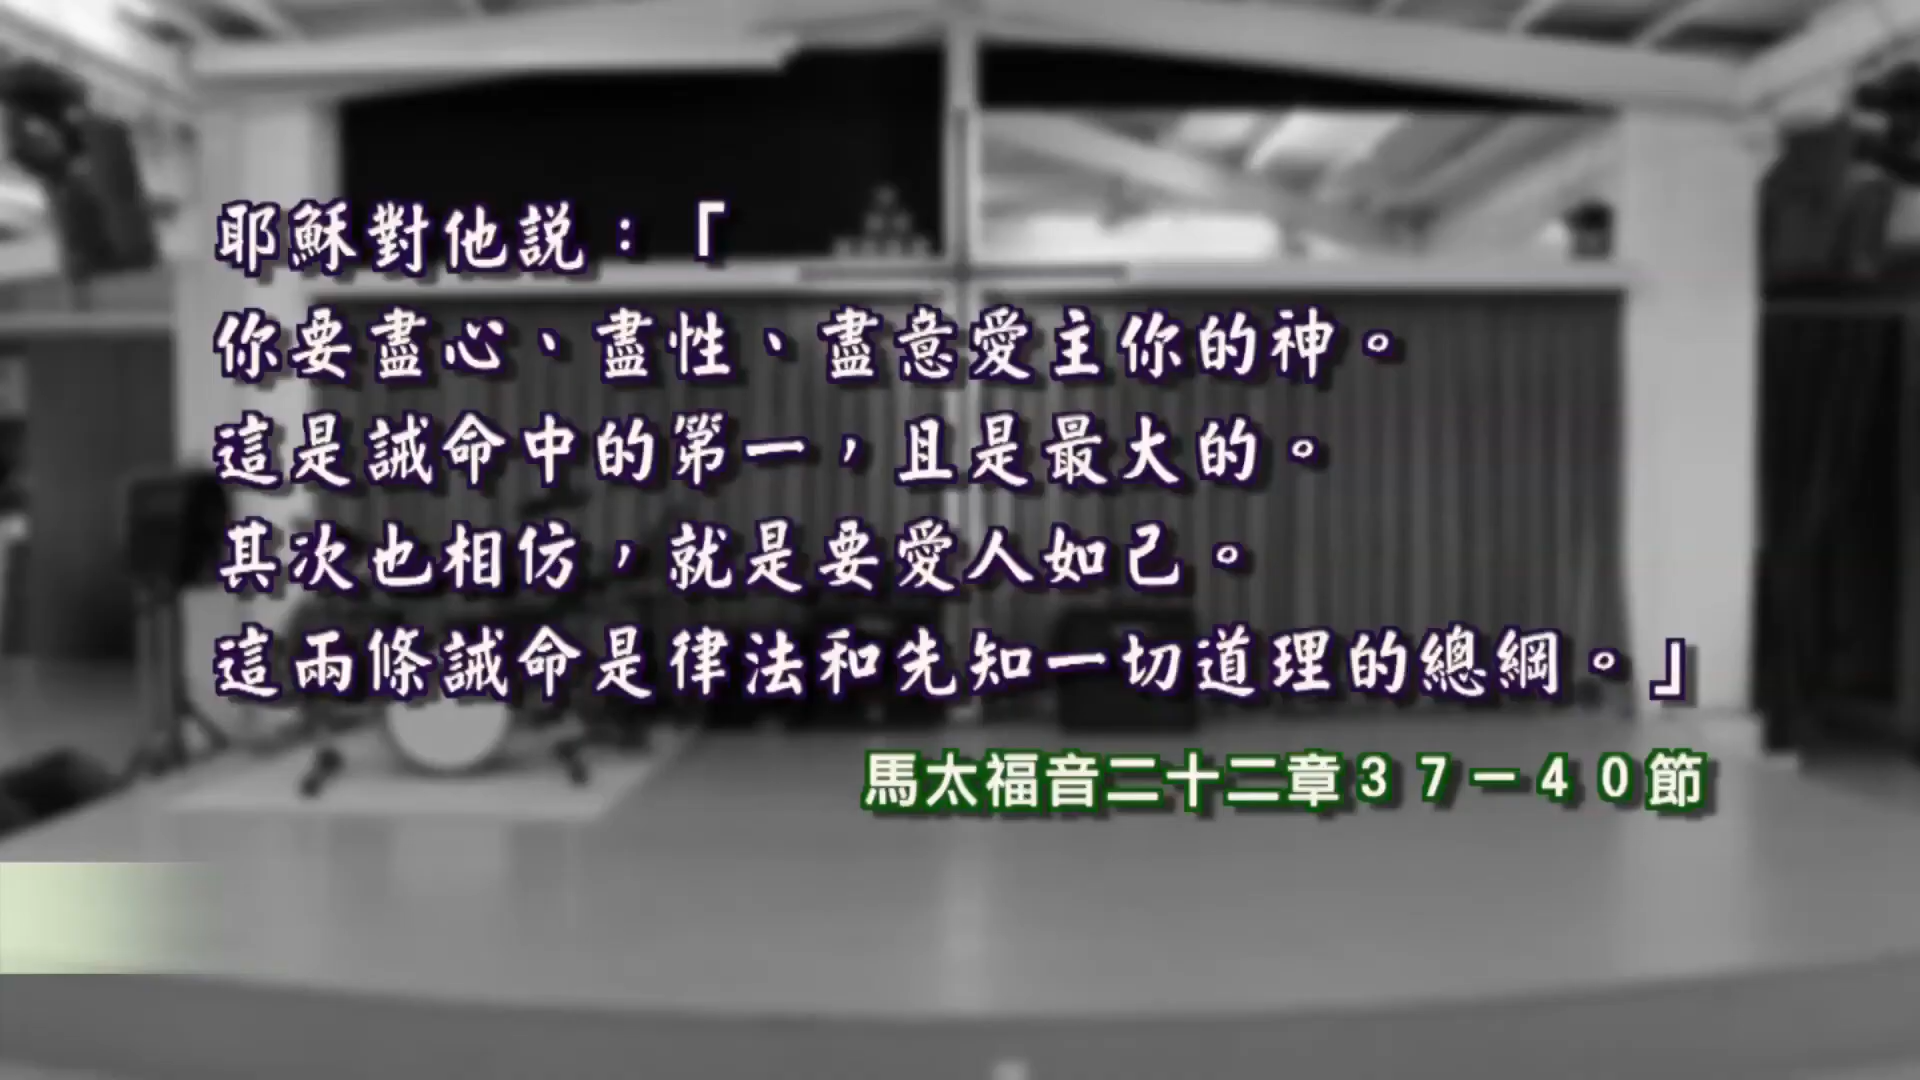 耶穌對他説：「
你要盡心、盡性、盡意愛主你的神。
這是誡命中的第一，且是最大的。
其次也相仿，就是要愛人如己。
這兩條誡命是律法和先知一切道理的總綱。』
馬太福音二十二章３７－４０節